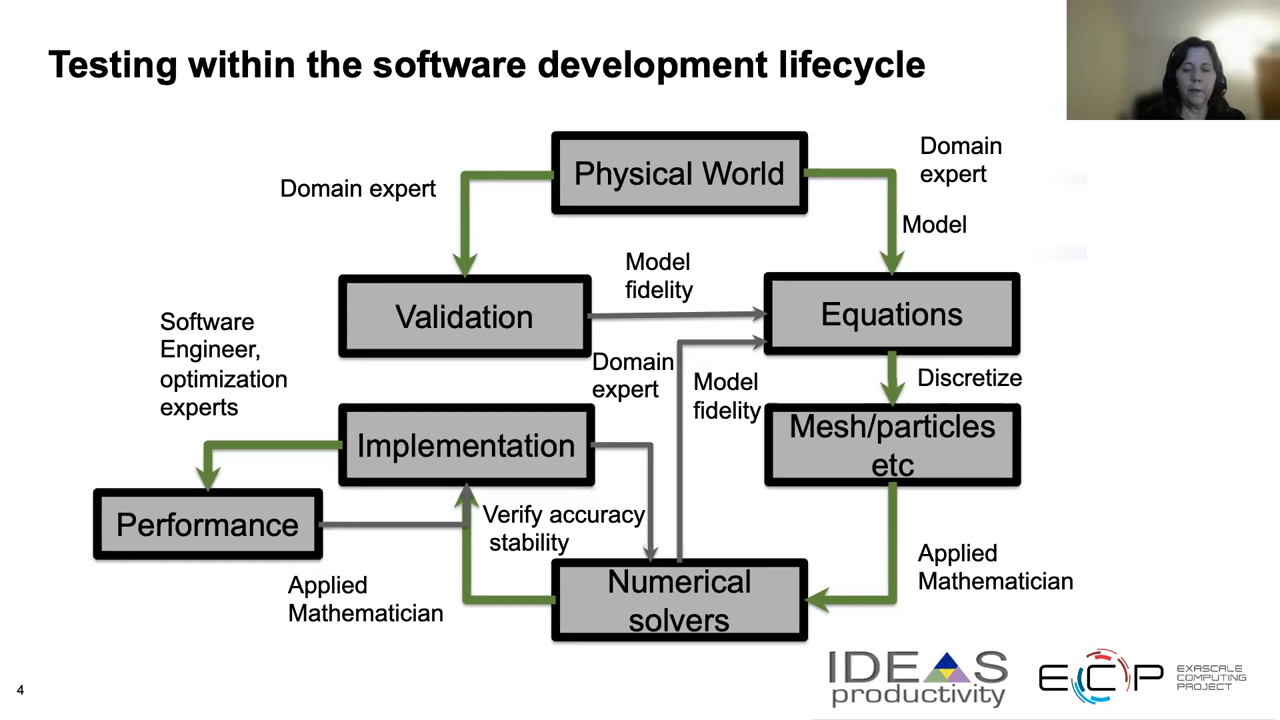 Testing within the software development lifecycle
Physical World
Domain
expert
Domain expert
Model
Model
fidelity
Validation
Equations
Software
Engineer,
optimization
experts
Domain
expert
Model
fidelity
Discretize
Implementation
Mesh/particles
etc
Performance
Verify accuracy
stability
Applied
Mathematician
Numerical
solvers
Applied
Mathematician
IDEAS
productivity
ECP
EXASCALE
COMPUTING
PROJECT
4